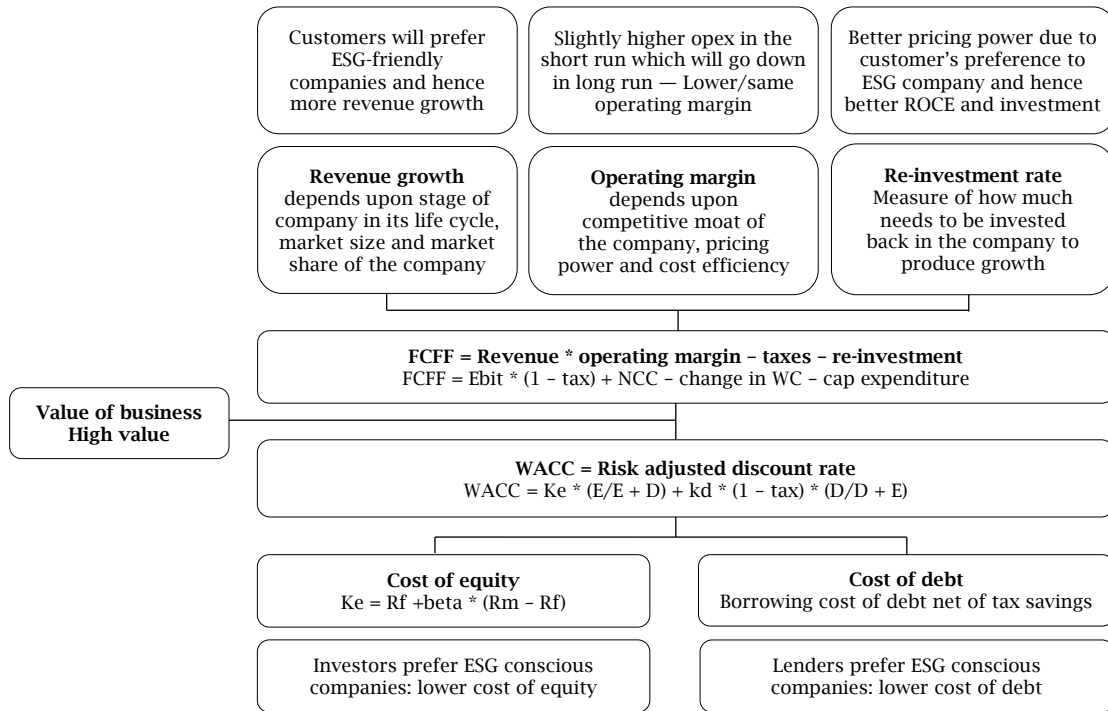 Customers will prefer
ESG-friendly
companies and hence
more revenue growth
Slightly higher opex in the
short run which will go down
in long run — Lower/same
operating margin
Better pricing power due to
customer's preference to
ESG company and hence
better ROCE and investment
Revenue growth
depends upon stage of
company in its life cycle,
market size and market
share of the company
Operating margin
depends upon
competitive moat of
the company, pricing
power and cost efficiency
Re-investment rate
Measure of how much
needs to be invested
back in the company to
produce growth
FCFF = Revenue * operating margin – taxes – re-investment
FCFF = Ebit * (1 – tax) + NCC – change in WC – cap expenditure
Value of business
High value
WACC = Risk adjusted discount rate
WACC = Ke * (E/E + D) + kd * (1 – tax) * (D/D + E)
Cost of equity
Ke = Rf +beta * (Rm – Rf)
Cost of debt
Borrowing cost of debt net of tax savings
Investors prefer ESG conscious
companies: lower cost of equity
Lenders prefer ESG conscious
companies: lower cost of debt